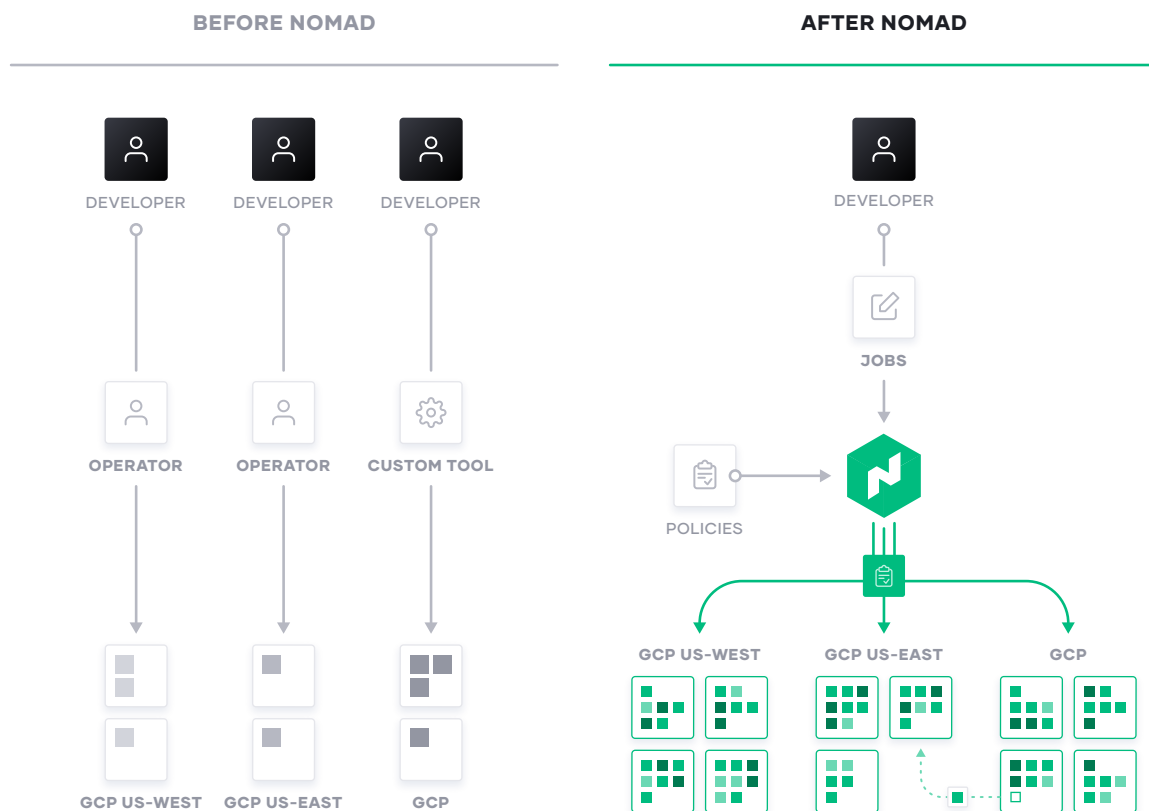 BEFORE NOMAD
DEVELOPER
DEVELOPER
DEVELOPER
OPERATOR
OPERATOR
CUSTOM TOOL
GCP US-WEST
GCP US-EAST
GCP
AFTER NOMAD
DEVELOPER
JOBS
POLICIES
GCP US-WEST
GCP US-EAST
GCP